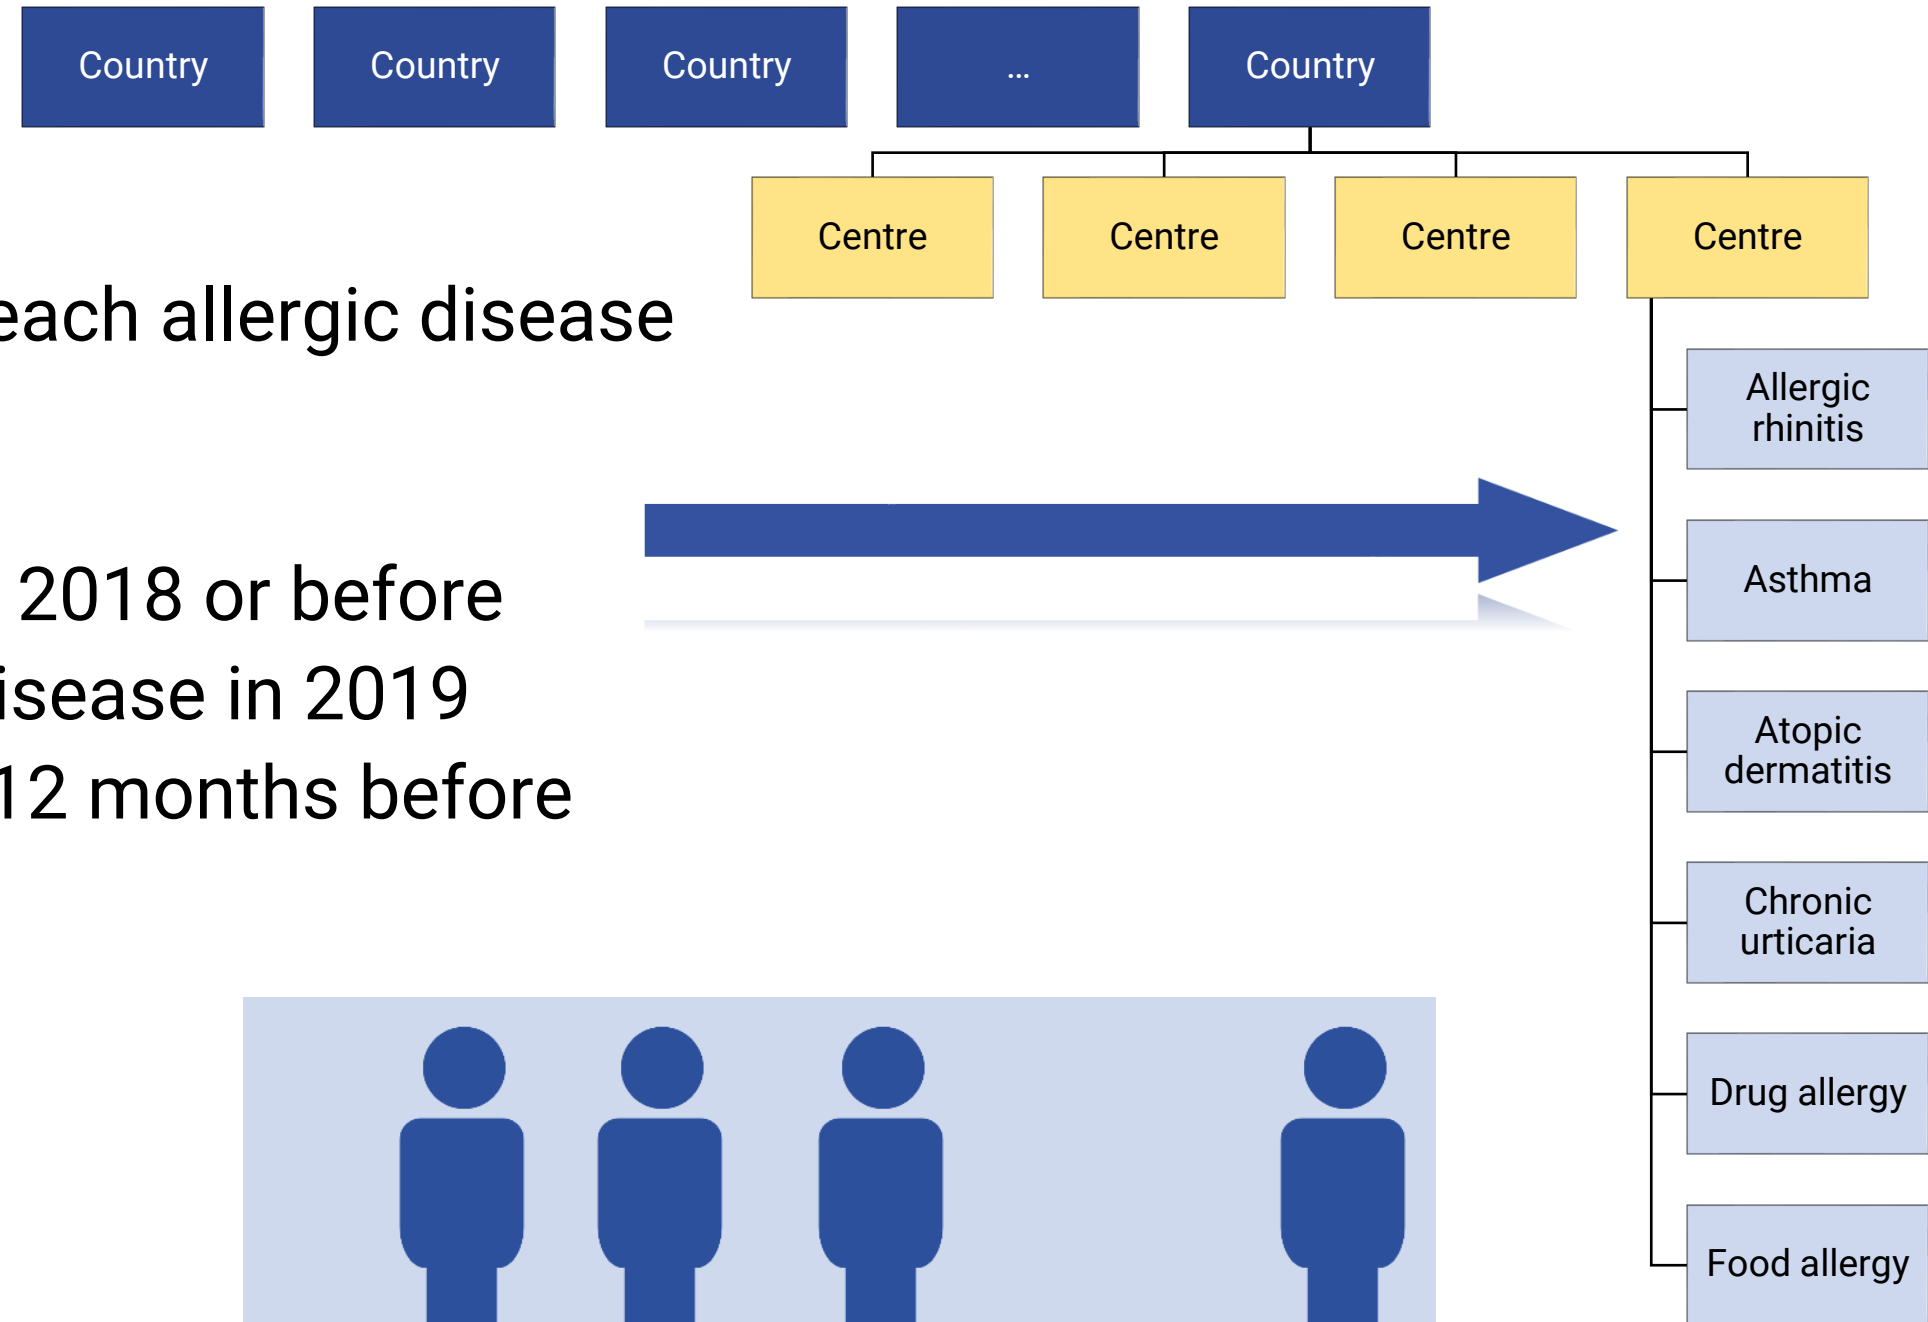 Country
Country
Country
...
Country
Centre
Centre
Centre
Centre
each allergic disease
2018 or before
isease in 2019
12 months before
Allergic
rhinitis
Asthma
Atopic
dermatitis
Chronic
urticaria
Drug allergy
Food allergy